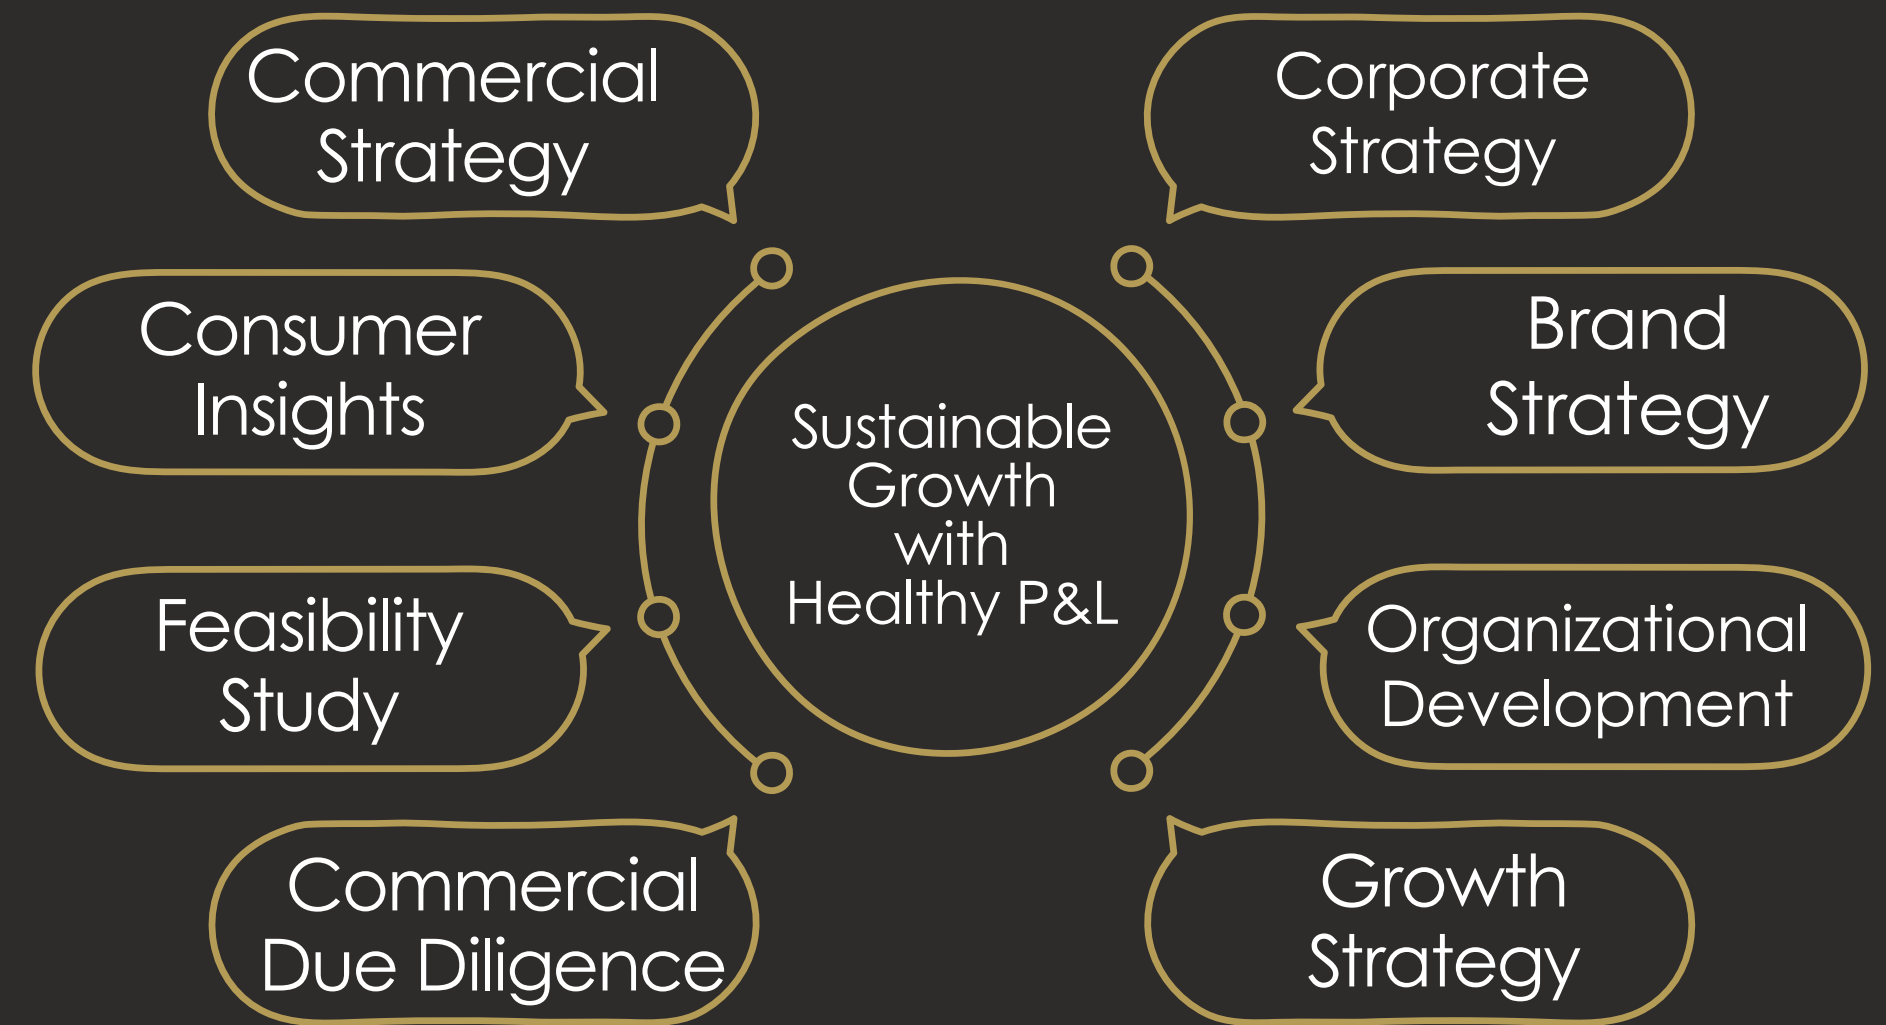 Commercial
Strategy
Corporate
Strategy
Consumer
Insights
Brand
Strategy
Sustainable
Growth
with
Healthy P&L
Feasibility
Study
Organizational
Development
Commercial
Due Diligence
Growth
Strategy